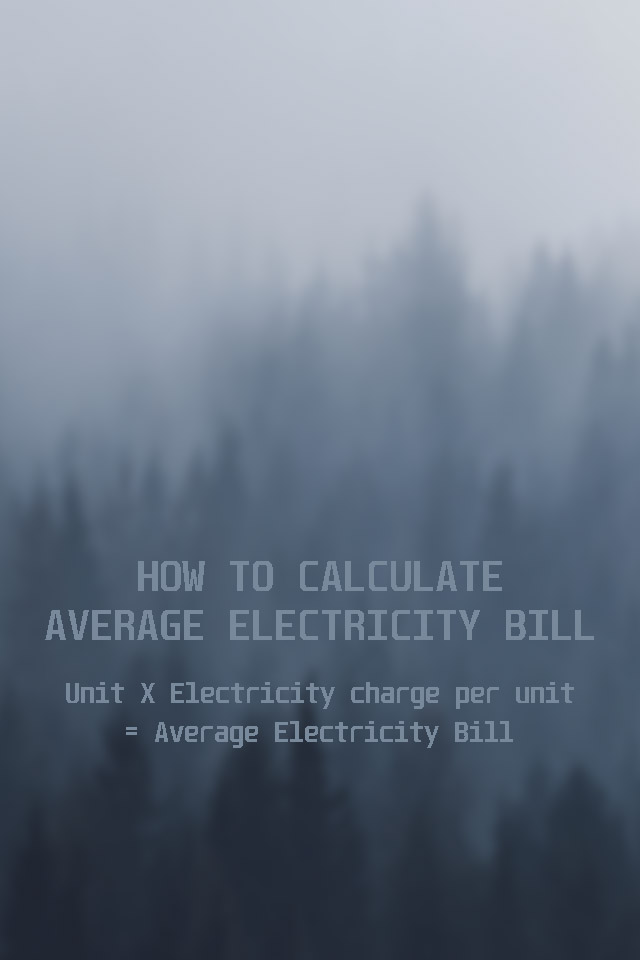 HOW TO CALCULATE
AVERAGE ELECTRICITY BILL
Unit X Electricity charge per unit
= Average Electricity Bill